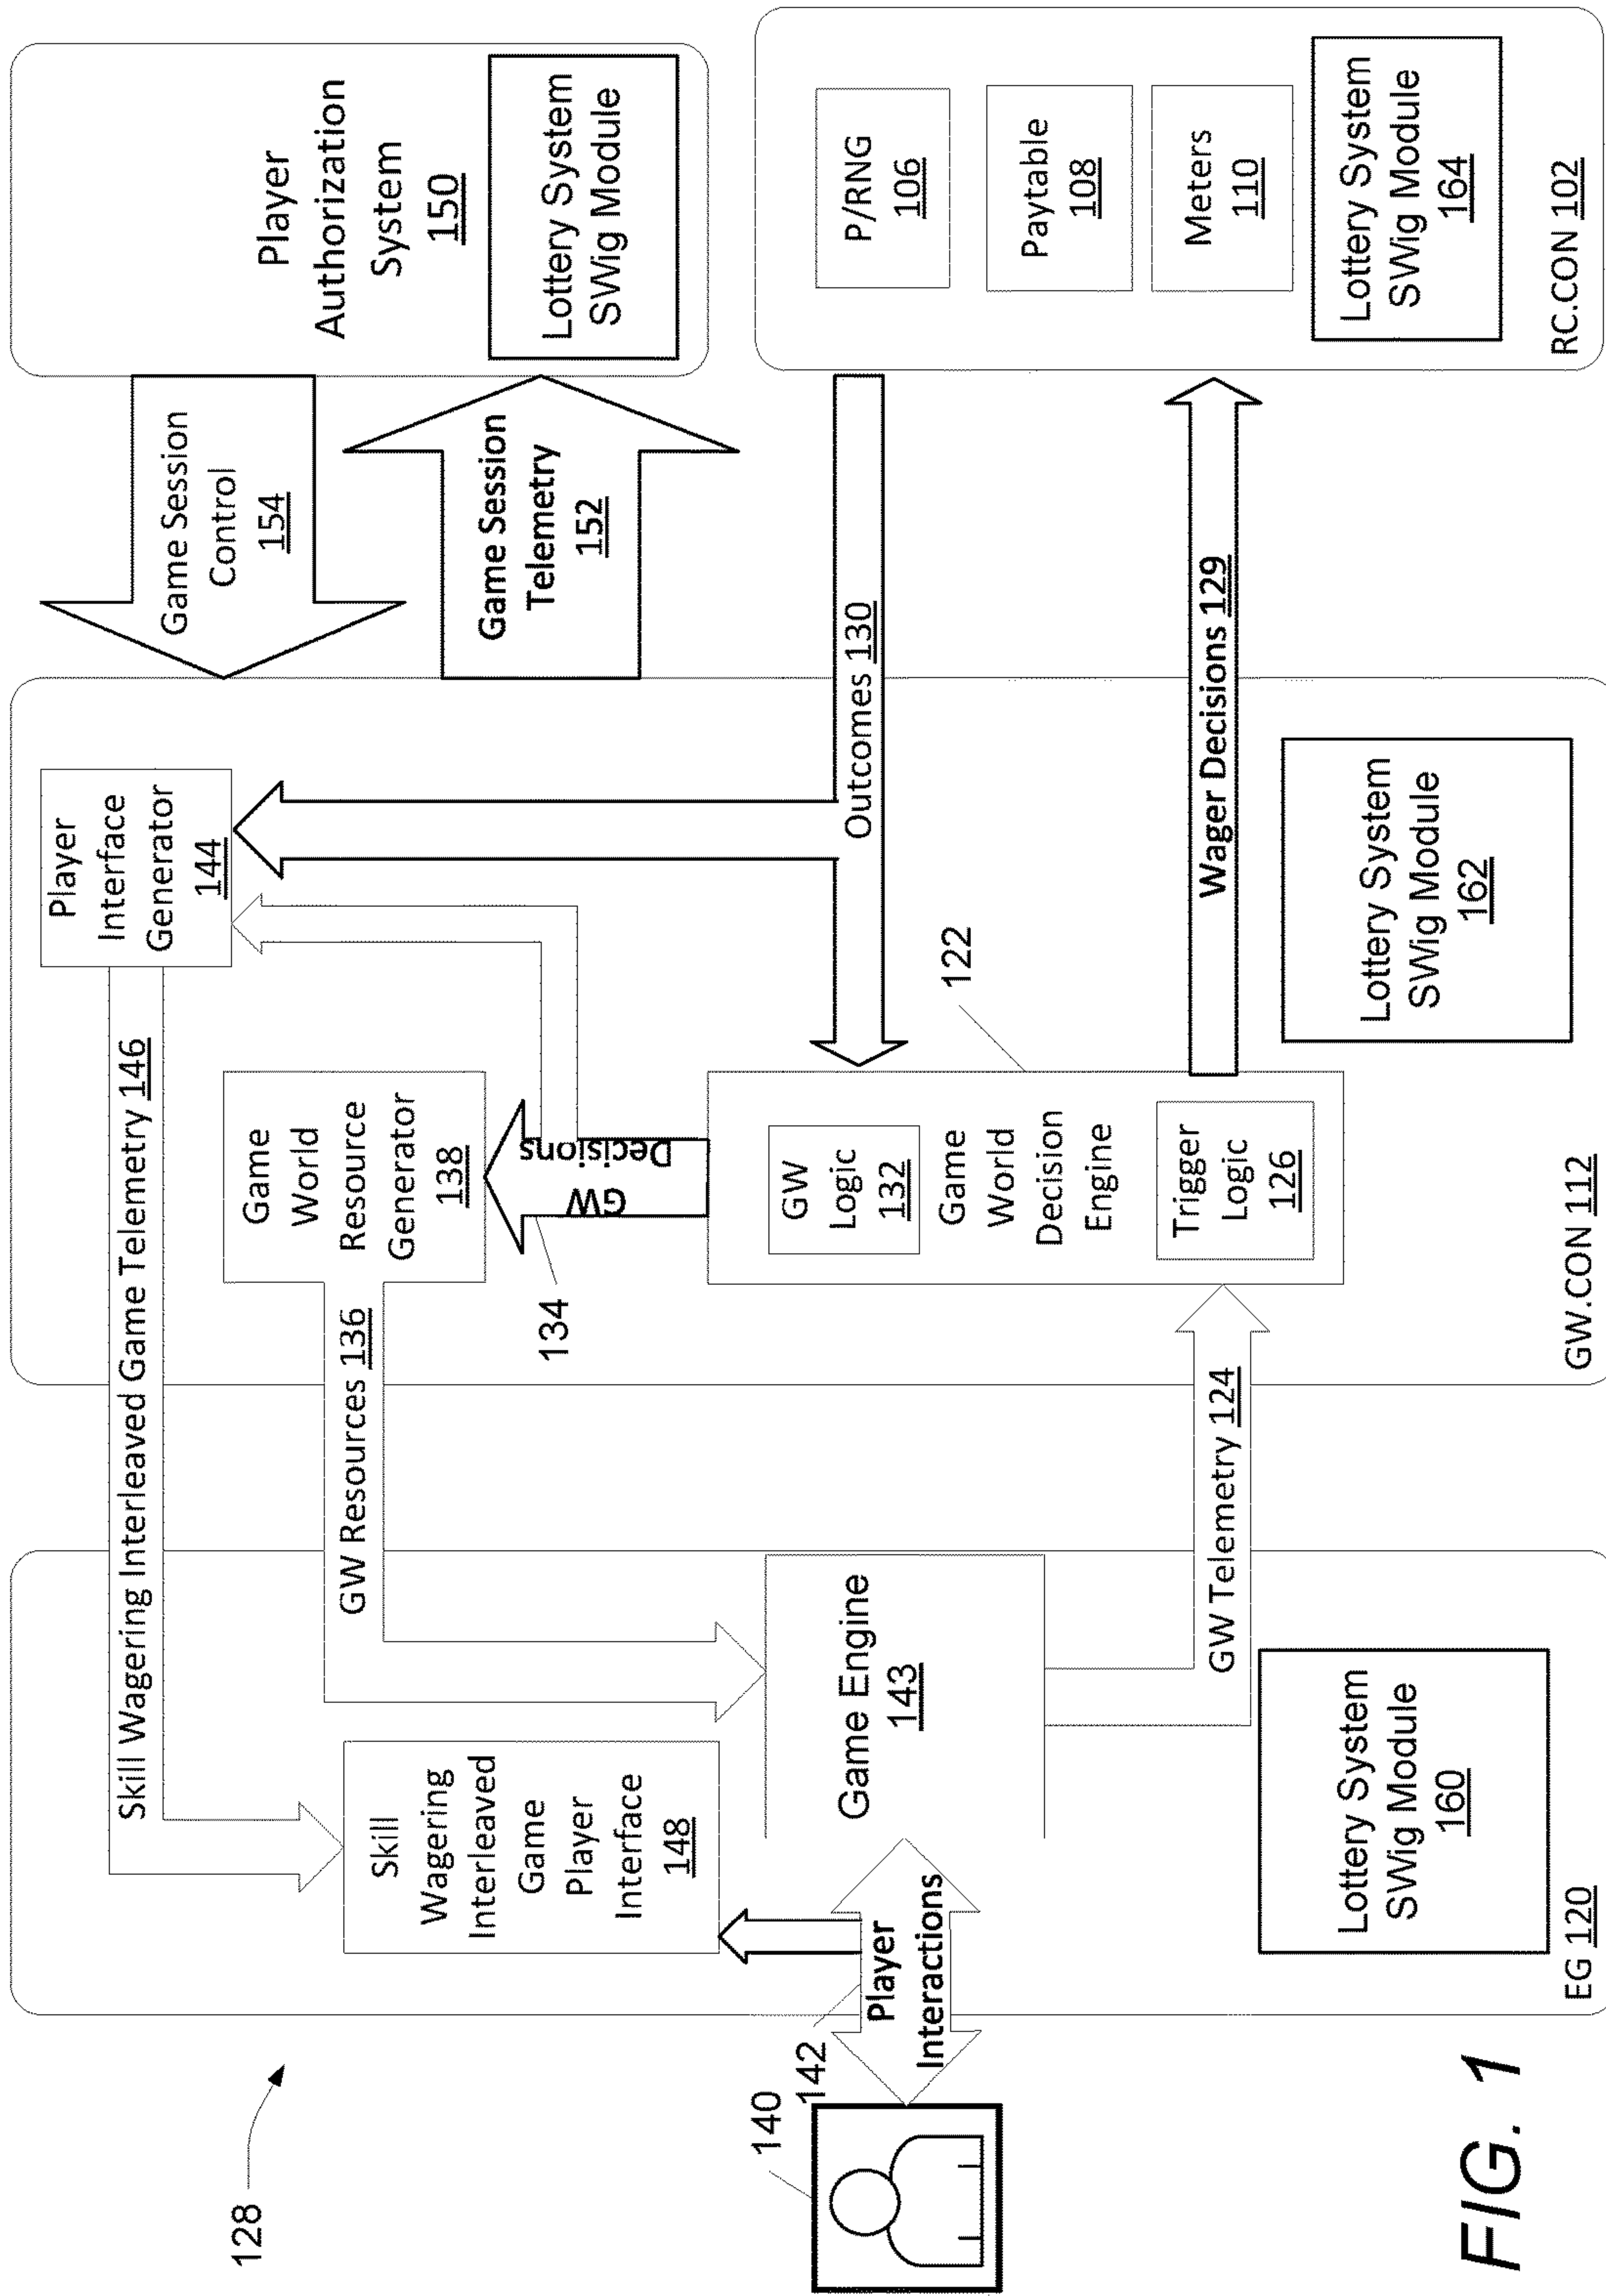 128
Skill Wagering Interleaved Game Telemetry 146
Player
Interface
Generator
144
Game Session
Control
154
Player
Authorization
System
150
Lottery System
SWig Module
Game Session
Telemetry
152
GW Resources 136
Game
World
Resource
Generator
138
134
GW
Decisions
Skill
Wagering
Interleaved
Game
Player
Interface
148
140
142
Player
Interactions
Game Engine
143
GW
Logic
132
Game
World
Decision
Engine
Trigger
Logic
126
122
Outcomes 130
Wager Decisions 129
P/RNG
106
Paytable
108
Meters
110
Lottery System
SWig Module
164
RC.CON 102
GW Telemetry 124
Lottery System
SWig Module
160
EG 120
Lottery System
SWig Module
162
GW.CON 112
FIG. 1